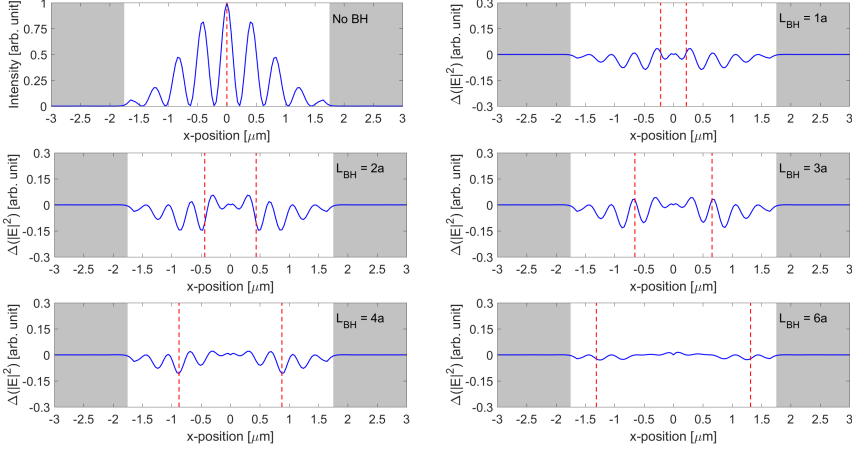 No BH
Intensity [arb. unit]
1
0.75
0.5
0.25
0
-3 -2.5 -2 -1.5 -1 -0.5 0 0.5 1 1.5 2 2.5 3
x-position [μm]
L_BH = 1a
Δ(|E|²) [arb. unit]
0.3
0.15
0
-0.15
-0.3
-3 -2.5 -2 -1.5 -1 -0.5 0 0.5 1 1.5 2 2.5 3
x-position [μm]
L_BH = 2a
Δ(|E|²) [arb. unit]
0.3
0.15
0
-0.15
-0.3
-3 -2.5 -2 -1.5 -1 -0.5 0 0.5 1 1.5 2 2.5 3
x-position [μm]
L_BH = 3a
Δ(|E|²) [arb. unit]
0.3
0.15
0
-0.15
-0.3
-3 -2.5 -2 -1.5 -1 -0.5 0 0.5 1 1.5 2 2.5 3
x-position [μm]
L_BH = 4a
Δ(|E|²) [arb. unit]
0.3
0.15
0
-0.15
-0.3
-3 -2.5 -2 -1.5 -1 -0.5 0 0.5 1 1.5 2 2.5 3
x-position [μm]
L_BH = 6a
Δ(|E|²) [arb. unit]
0.3
0.15
0
-0.15
-0.3
-3 -2.5 -2 -1.5 -1 -0.5 0 0.5 1 1.5 2 2.5 3
x-position [μm]